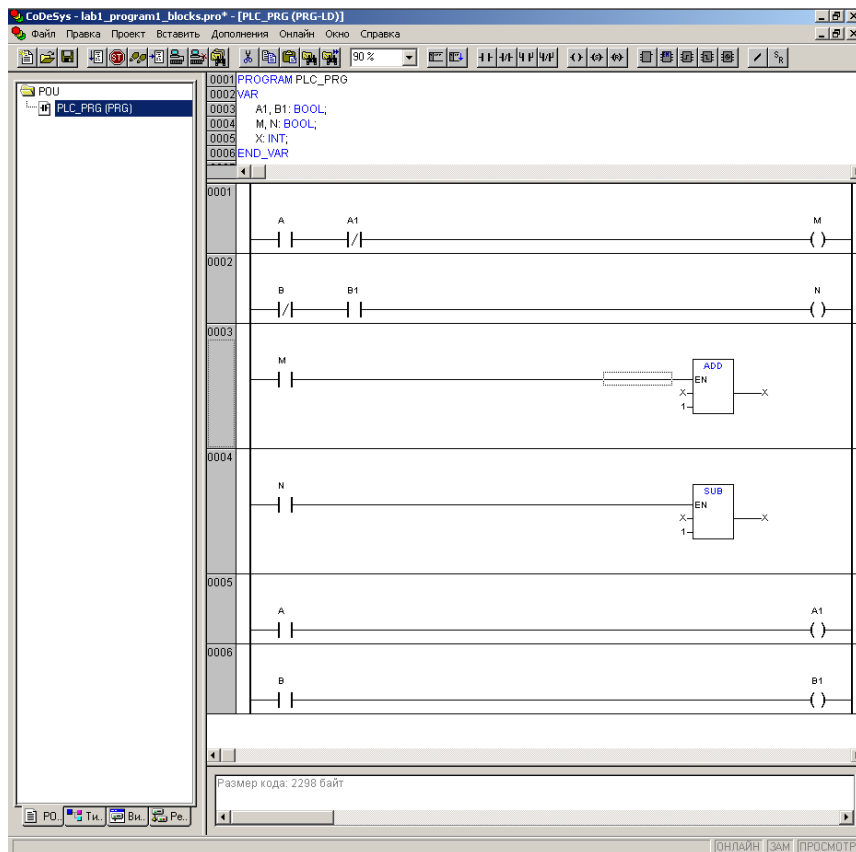 CoDeSys - lab1_program1_blocks.pro* - [PLC_PRG (PRG-LD)]
Файл Правка Проект Вставить Дополнения Онлайн Окно Справка
90 %
POU
PLC_PRG (PRG)
0001 PROGRAM PLC_PRG
0002 VAR
0003 A1, B1: BOOL;
0004 M, N: BOOL;
0005 X: INT;
0006 END_VAR
0001
A A1 M
0002
B B1 N
0003
M
ADD
EN
X X
1
0004
N
SUB
EN
X X
1
0005
A A1
0006
B B1
Размер кода: 2298 байт
PO.. Ти.. Ви.. Ре..
ОНЛАЙН ЗАМ ПРОСМОТР